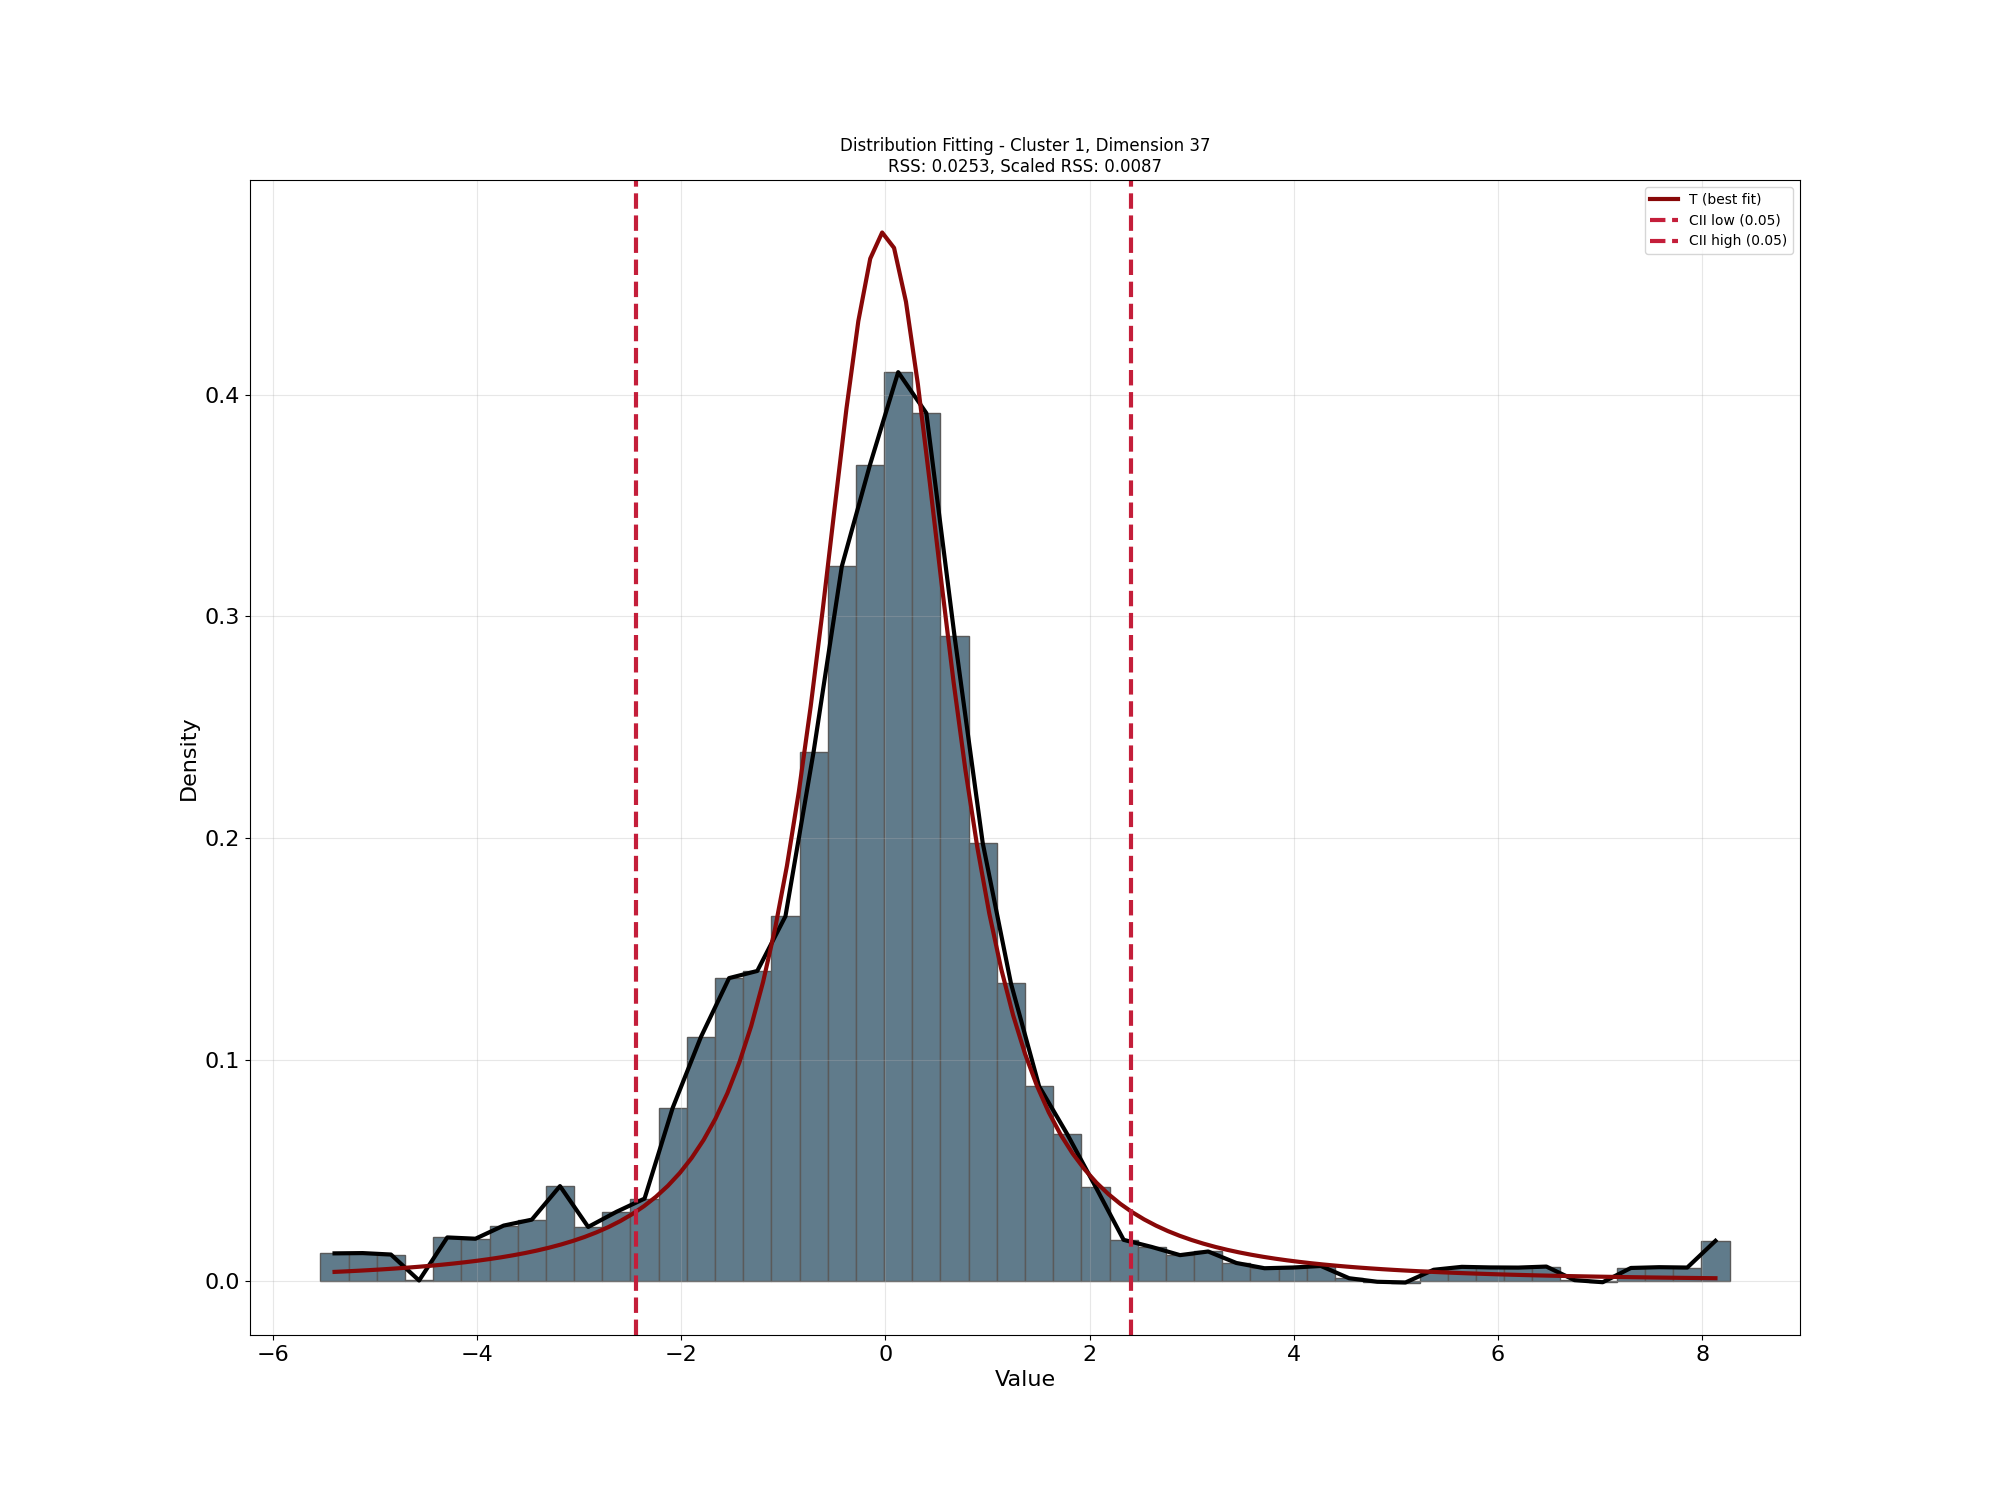 Distribution Fitting - Cluster 1, Dimension 37
RSS: 0.0253, Scaled RSS: 0.0087
T (best fit)
CII low (0.05)
CII high (0.05)
Density
0.4
0.3
0.2
0.1
0.0
−6 −4 −2 0 2 4 6 8
Value